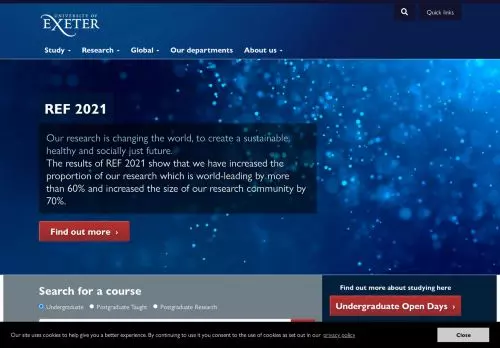 UNIVERSITY OF
EXETER
Quick links
Study
Research
Global
Our departments
About us
REF 2021
Our research is changing the world, to create a sustainable,
healthy and socially just future.
The results of REF 2021 show that we have increased the
proportion of our research which is world-leading by more
than 60% and increased the size of our research community by
70%.
Find out more ›
Search for a course
Undergraduate Postgraduate Taught Postgraduate Research
Find out more about studying here
Undergraduate Open Days ›
Our site uses cookies to help give you a better experience. By continuing to use it you consent to the use of cookies as set out in our privacy policy
Close